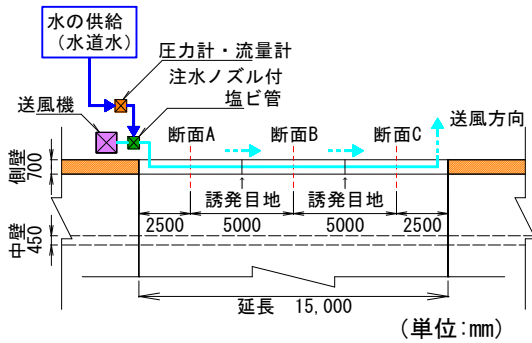 水の供給
(水道水)
圧力計・流量計
注水ノズル付
塩ビ管
送風機
送風方向
断面A
断面B
断面C
側壁
700
誘発目地
誘発目地
2500
5000
5000
2500
中壁
450
延長 15,000
(単位:mm)